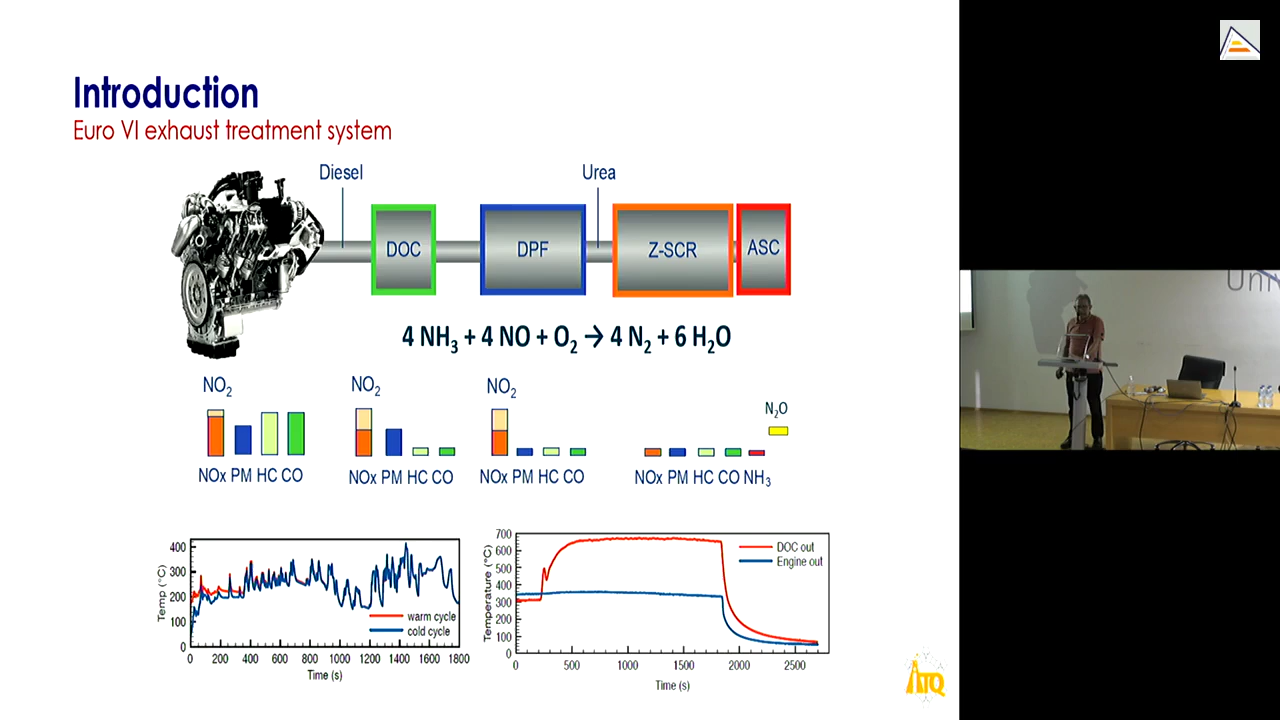 Introduction
Euro VI exhaust treatment system
Diesel
Urea
DOC
DPF
Z-SCR
ASC
4 NH₃ + 4 NO + O₂ → 4 N₂ + 6 H₂O
NO₂
NO₂
NO₂
N₂O
NOx PM HC CO
NOx PM HC CO
NOx PM HC CO
NOx PM HC CO NH₃
Temp (°C)
400
300
200
100
0
warm cycle
cold cycle
0 200 400 600 800 1000 1200 1400 1600 1800
Time (s)
Temperature (°C)
700
600
500
400
300
200
100
0
DOC out
Engine out
0 500 1000 1500 2000 2500
Time (s)
ATQ
Uni